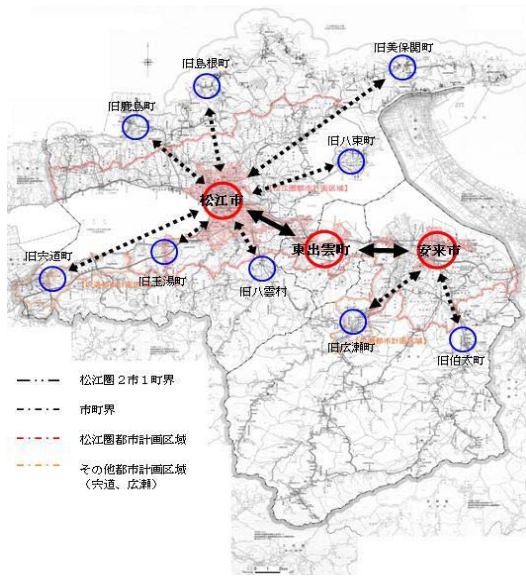 旧美保関町
旧島根町
旧鹿島町
旧八束町
松江市
東出雲町
安来市
旧宍道町
旧玉湯町
旧八雲村
旧広瀬町
旧伯太町
松江圏2市1町界
市町界
松江圏都市計画区域
その他都市計画区域
(宍道、広瀬)